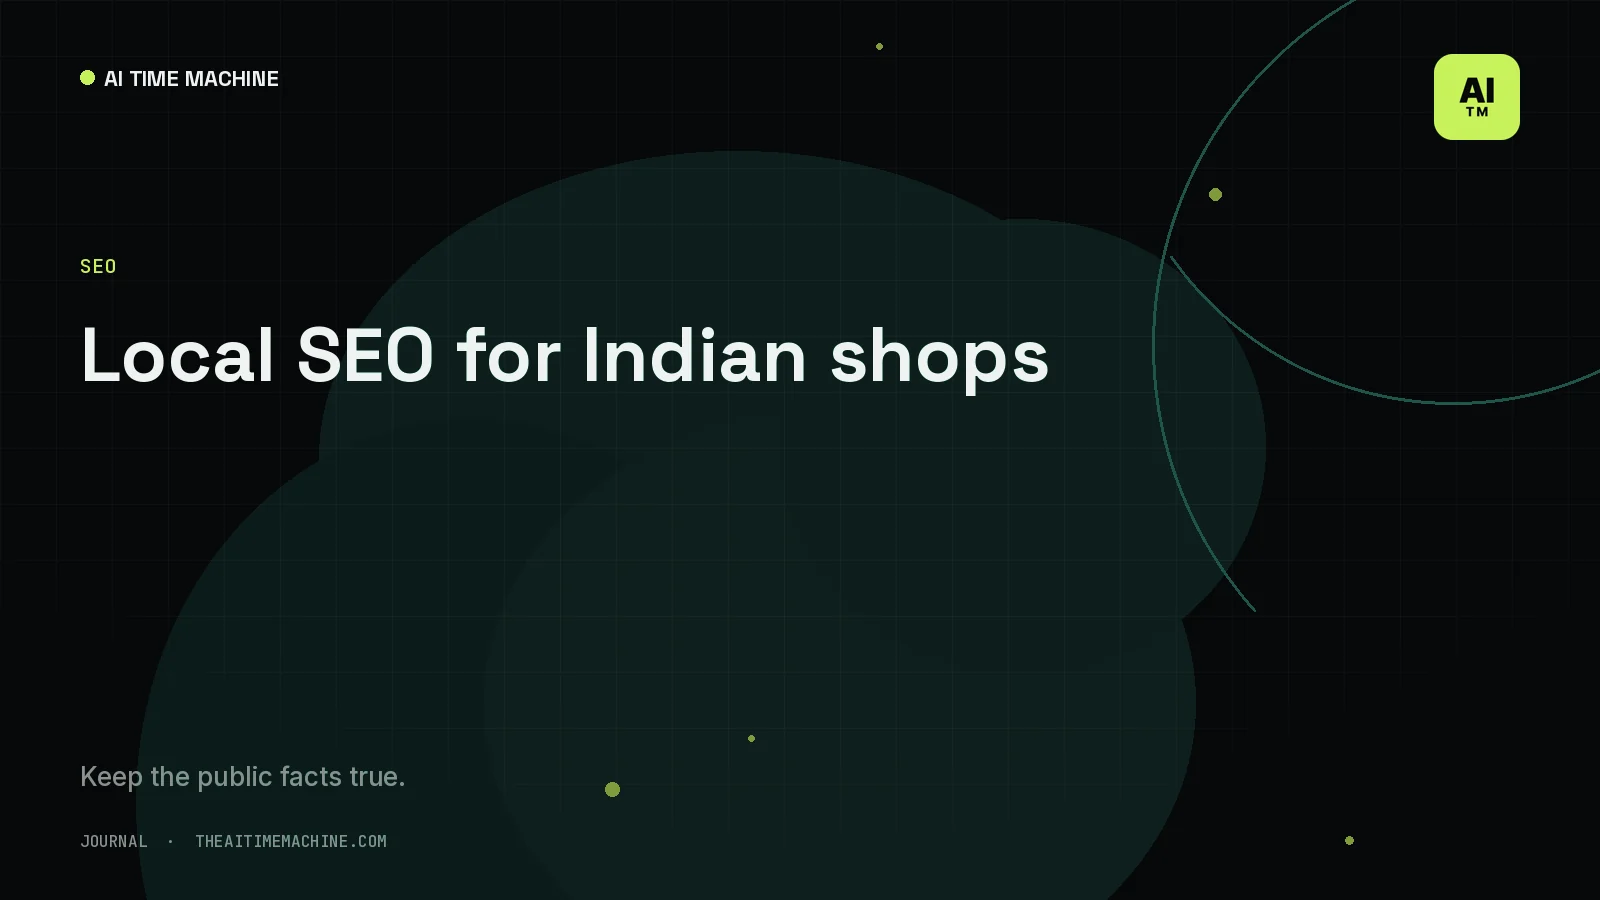 AI TIME MACHINE
AI
TM
SEO
Local SEO for Indian shops
Keep the public facts true.
JOURNAL · THEAITIMEMACHINE.COM